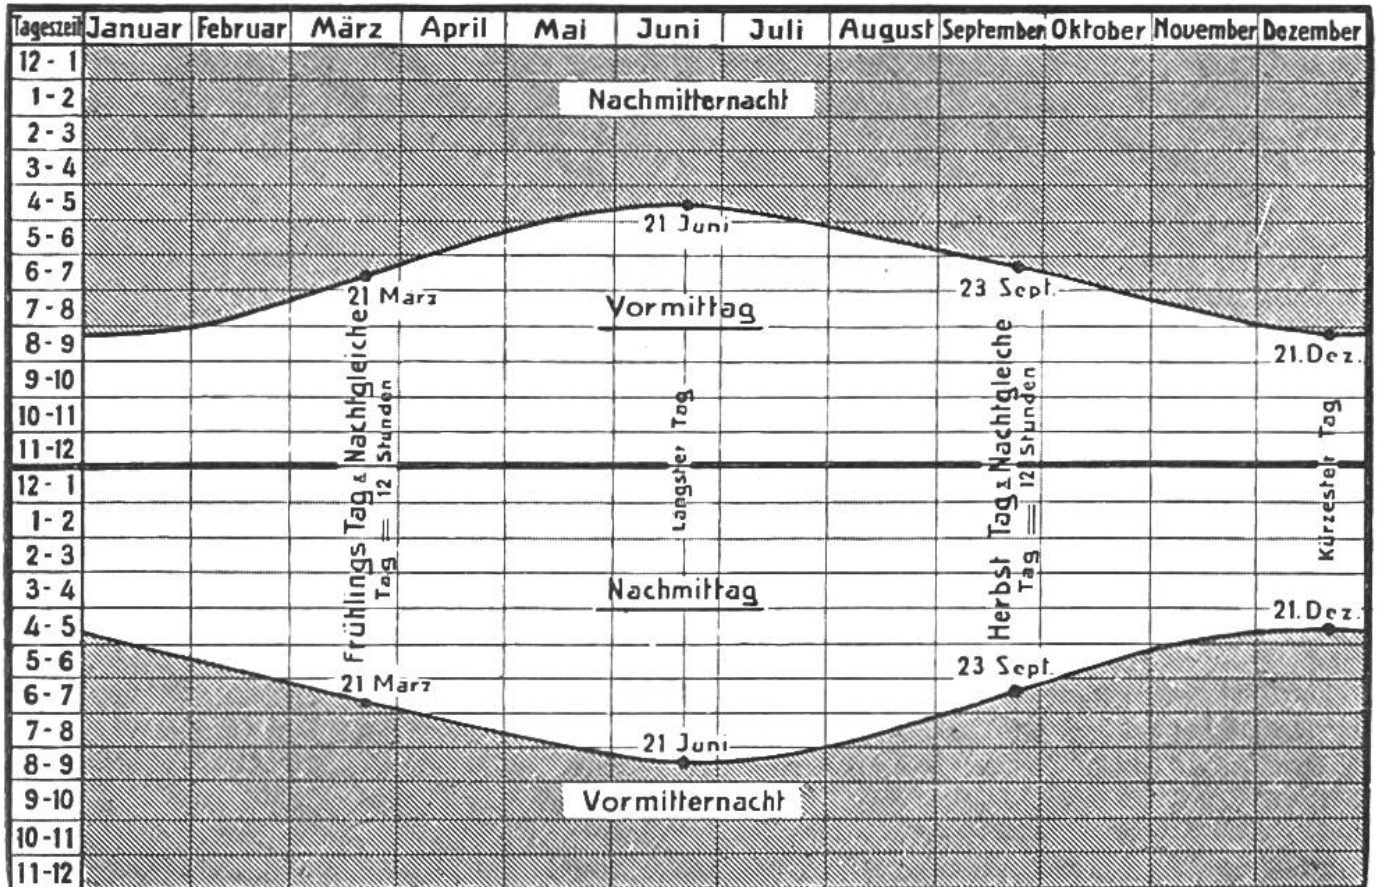 Tageszeit Januar Februar März April Mai Juni Juli August September Oktober November Dezember
12 - 1
1 - 2
Nachmitternacht
2 - 3
3 - 4
4 - 5
21 Juni
5 - 6
6 - 7
21 März
23 Sept.
7 - 8
Vormittag
8 - 9
21. Dez.
9 - 10
10 - 11
11 - 12
Frühlings Tag & Nachtgleiche
Tag = 12 Stunden
Längster Tag
Herbst Tag & Nachtgleiche
Tag = 12 Stunden
Kürzester Tag
12 - 1
1 - 2
2 - 3
3 - 4
Nachmittag
4 - 5
21. Dez.
5 - 6
23 Sept.
6 - 7
21 März
7 - 8
21 Juni
8 - 9
9 - 10
Vormitternacht
10 - 11
11 - 12